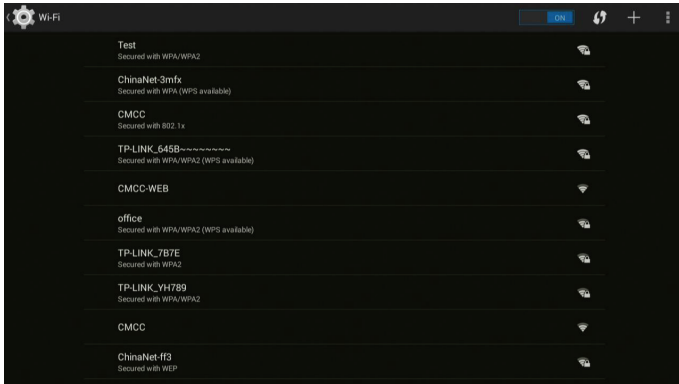 Wi-Fi
ON
Test
Secured with WPA/WPA2
ChinaNet-3mfx
Secured with WPA (WPS available)
CMCC
Secured with 802.1x
TP-LINK_645B~~~~~~~~
Secured with WPA/WPA2 (WPS available)
CMCC-WEB
office
Secured with WPA/WPA2 (WPS available)
TP-LINK_7B7E
Secured with WPA2
TP-LINK_YH789
Secured with WPA/WPA2
CMCC
ChinaNet-ff3
Secured with WEP